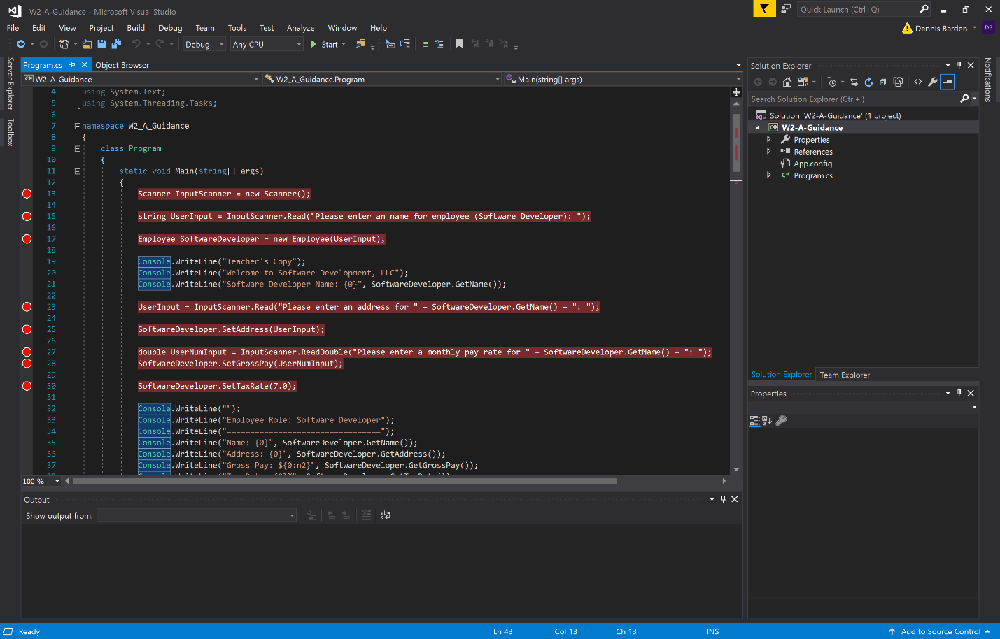 W2-A-Guidance - Microsoft Visual Studio
Quick Launch (Ctrl+Q)
File Edit View Project Build Debug Team Tools Test Analyze Window Help
Dennis Barden DB
Debug Any CPU Start
Server Explorer
Toolbox
Notifications
Program.cs Object Browser
W2-A-Guidance W2_A_Guidance.Program Main(string[] args)
4 using System.Text;
5 using System.Threading.Tasks;
6
7 namespace W2_A_Guidance
8 {
9 class Program
10 {
11 static void Main(string[] args)
12 {
13 Scanner InputScanner = new Scanner();
14
15 string UserInput = InputScanner.Read("Please enter an name for employee (Software Developer): ");
16
17 Employee SoftwareDeveloper = new Employee(UserInput);
18
19 Console.WriteLine("Teacher's Copy");
20 Console.WriteLine("Welcome to Software Development, LLC");
21 Console.WriteLine("Software Developer Name: {0}", SoftwareDeveloper.GetName());
22
23 UserInput = InputScanner.Read("Please enter an address for " + SoftwareDeveloper.GetName() + ": ");
24
25 SoftwareDeveloper.SetAddress(UserInput);
26
27 double UserNumInput = InputScanner.ReadDouble("Please enter a monthly pay rate for " + SoftwareDeveloper.GetName() + ": ");
28 SoftwareDeveloper.SetGrossPay(UserNumInput);
29
30 SoftwareDeveloper.SetTaxRate(7.0);
31
32 Console.WriteLine("");
33 Console.WriteLine("Employee Role: Software Developer");
34 Console.WriteLine("=================================");
35 Console.WriteLine("Name: {0}", SoftwareDeveloper.GetName());
36 Console.WriteLine("Address: {0}", SoftwareDeveloper.GetAddress());
37 Console.WriteLine("Gross Pay: ${0:n2}", SoftwareDeveloper.GetGrossPay());
100 %
Output
Show output from:
Solution Explorer
Search Solution Explorer (Ctrl+;)
Solution 'W2-A-Guidance' (1 project)
W2-A-Guidance
Properties
References
App.config
Program.cs
Solution Explorer Team Explorer
Properties
Ready Ln 43 Col 13 Ch 13 INS Add to Source Control